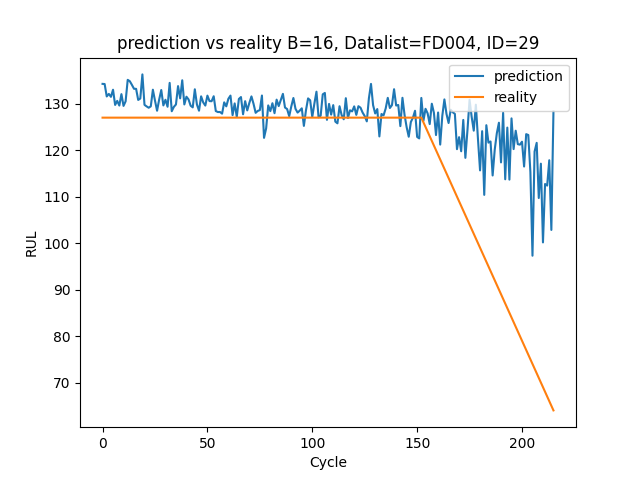 prediction vs reality B=16, Datalist=FD004, ID=29
prediction
reality
130
120
110
100
90
80
70
RUL
0 50 100 150 200
Cycle